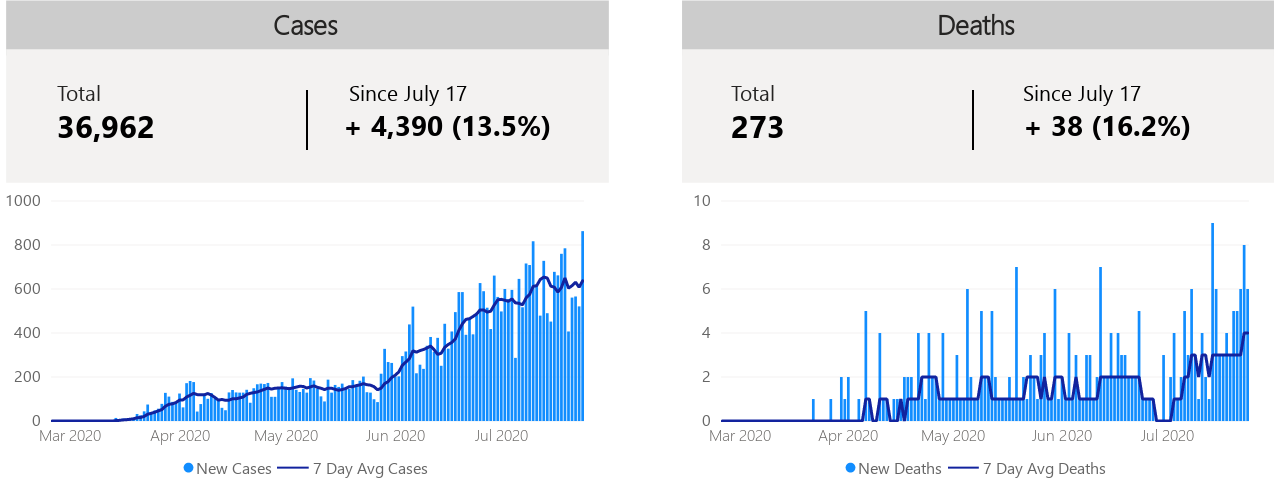 Cases
Total
36,962
Since July 17
+ 4,390 (13.5%)
1000
800
600
400
200
0
Mar 2020 Apr 2020 May 2020 Jun 2020 Jul 2020
New Cases 7 Day Avg Cases
Deaths
Total
273
Since July 17
+ 38 (16.2%)
10
8
6
4
2
0
Mar 2020 Apr 2020 May 2020 Jun 2020 Jul 2020
New Deaths 7 Day Avg Deaths